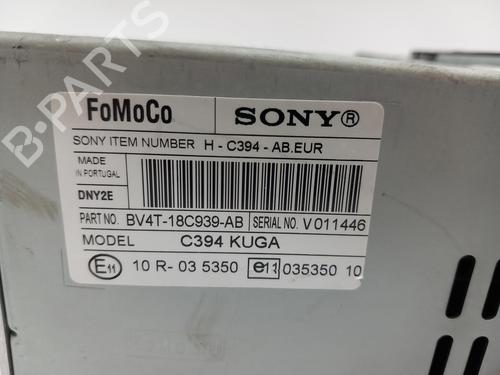 B-PARTS
FoMoCo SONY®
SONY ITEM NUMBER H - C394 - AB.EUR
MADE
IN PORTUGAL
DNY2E
PART NO. BV4T-18C939-AB SERIAL NO. V011446
MODEL C394 KUGA
E11 10 R- 03 5350 e11 035350 10